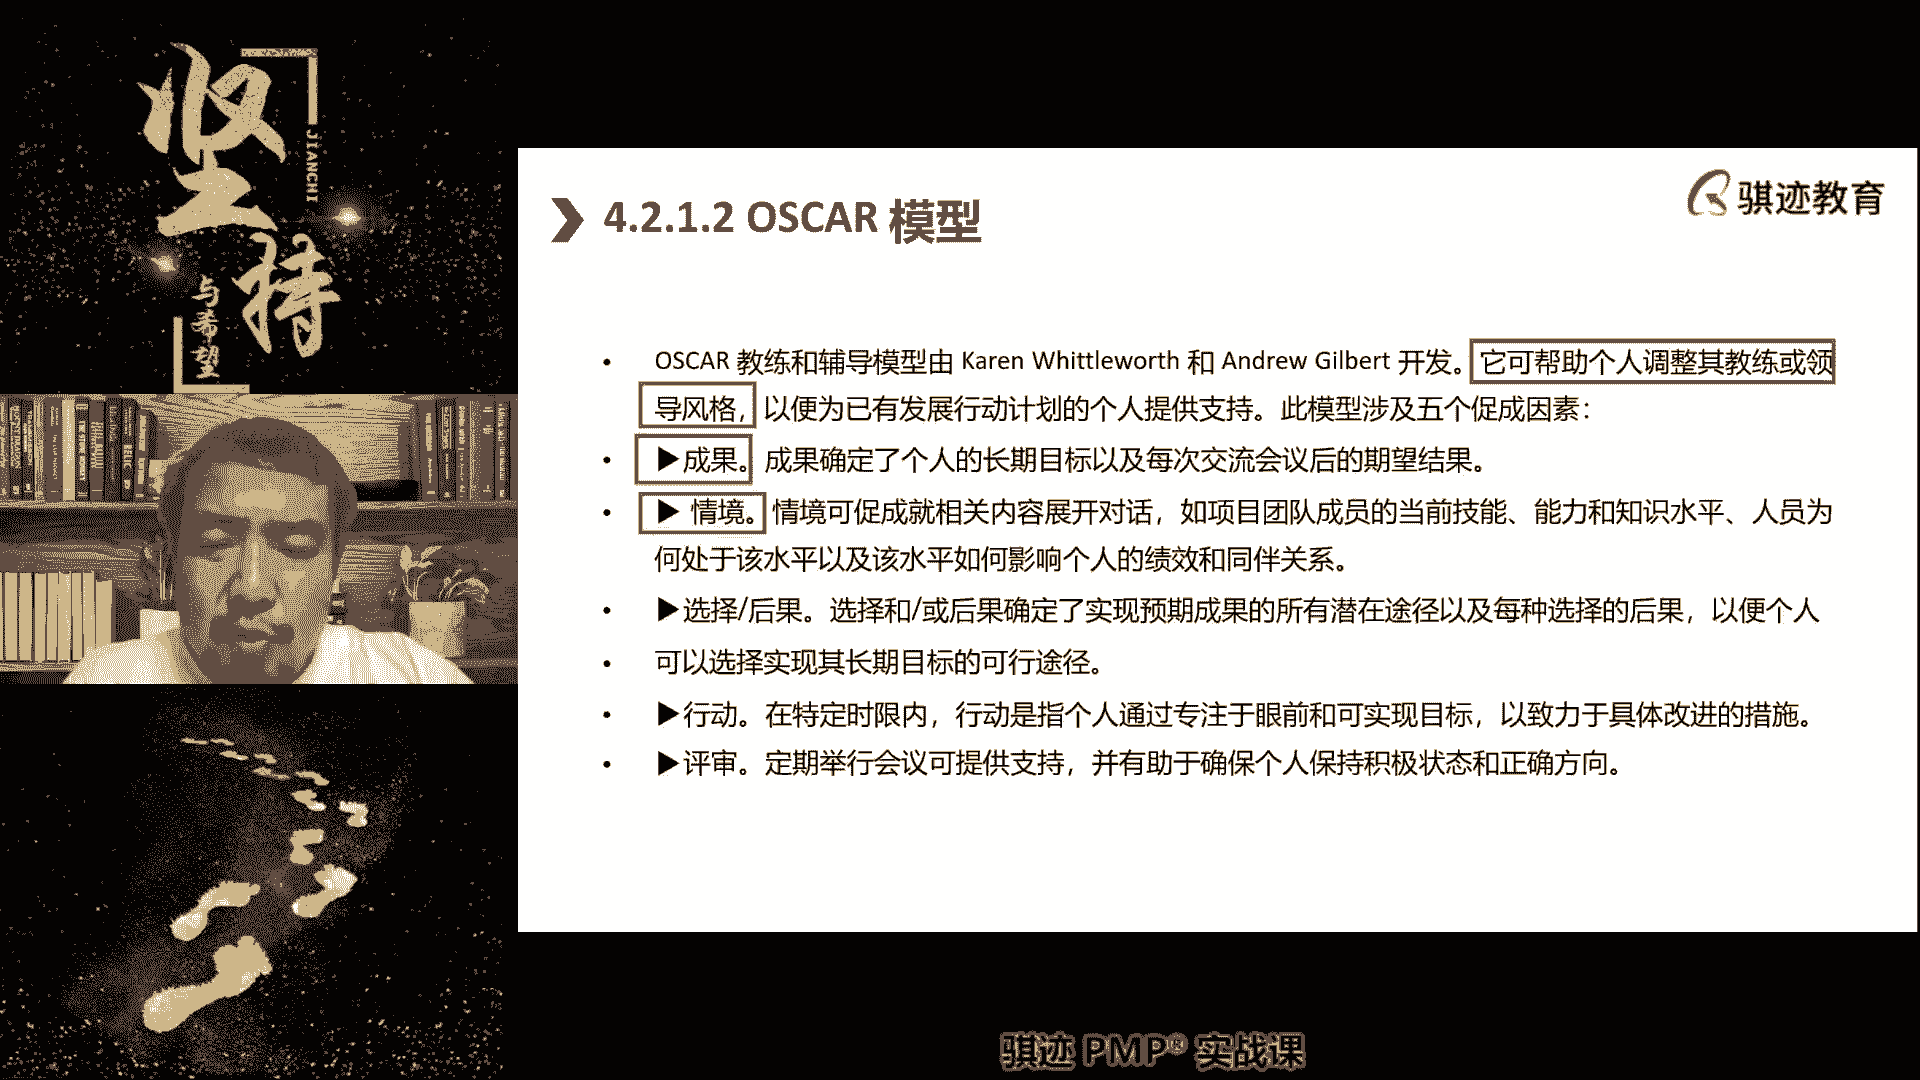 坚持
JIANCHI
与希望
骐迹教育
4.2.1.2 OSCAR 模型
• OSCAR 教练和辅导模型由 Karen Whittleworth 和 Andrew Gilbert 开发。它可帮助个人调整其教练或领
导风格，以便为已有发展行动计划的个人提供支持。此模型涉及五个促成因素：
• ▶成果。成果确定了个人的长期目标以及每次交流会议后的期望结果。
• ▶ 情境。情境可促成就相关内容展开对话，如项目团队成员的当前技能、能力和知识水平、人员为
何处于该水平以及该水平如何影响个人的绩效和同伴关系。
• ▶选择/后果。选择和/或后果确定了实现预期成果的所有潜在途径以及每种选择的后果，以便个人
• 可以选择实现其长期目标的可行途径。
• ▶行动。在特定时限内，行动是指个人通过专注于眼前和可实现目标，以致力于具体改进的措施。
• ▶评审。定期举行会议可提供支持，并有助于确保个人保持积极状态和正确方向。
骐迹 PMP® 实战课